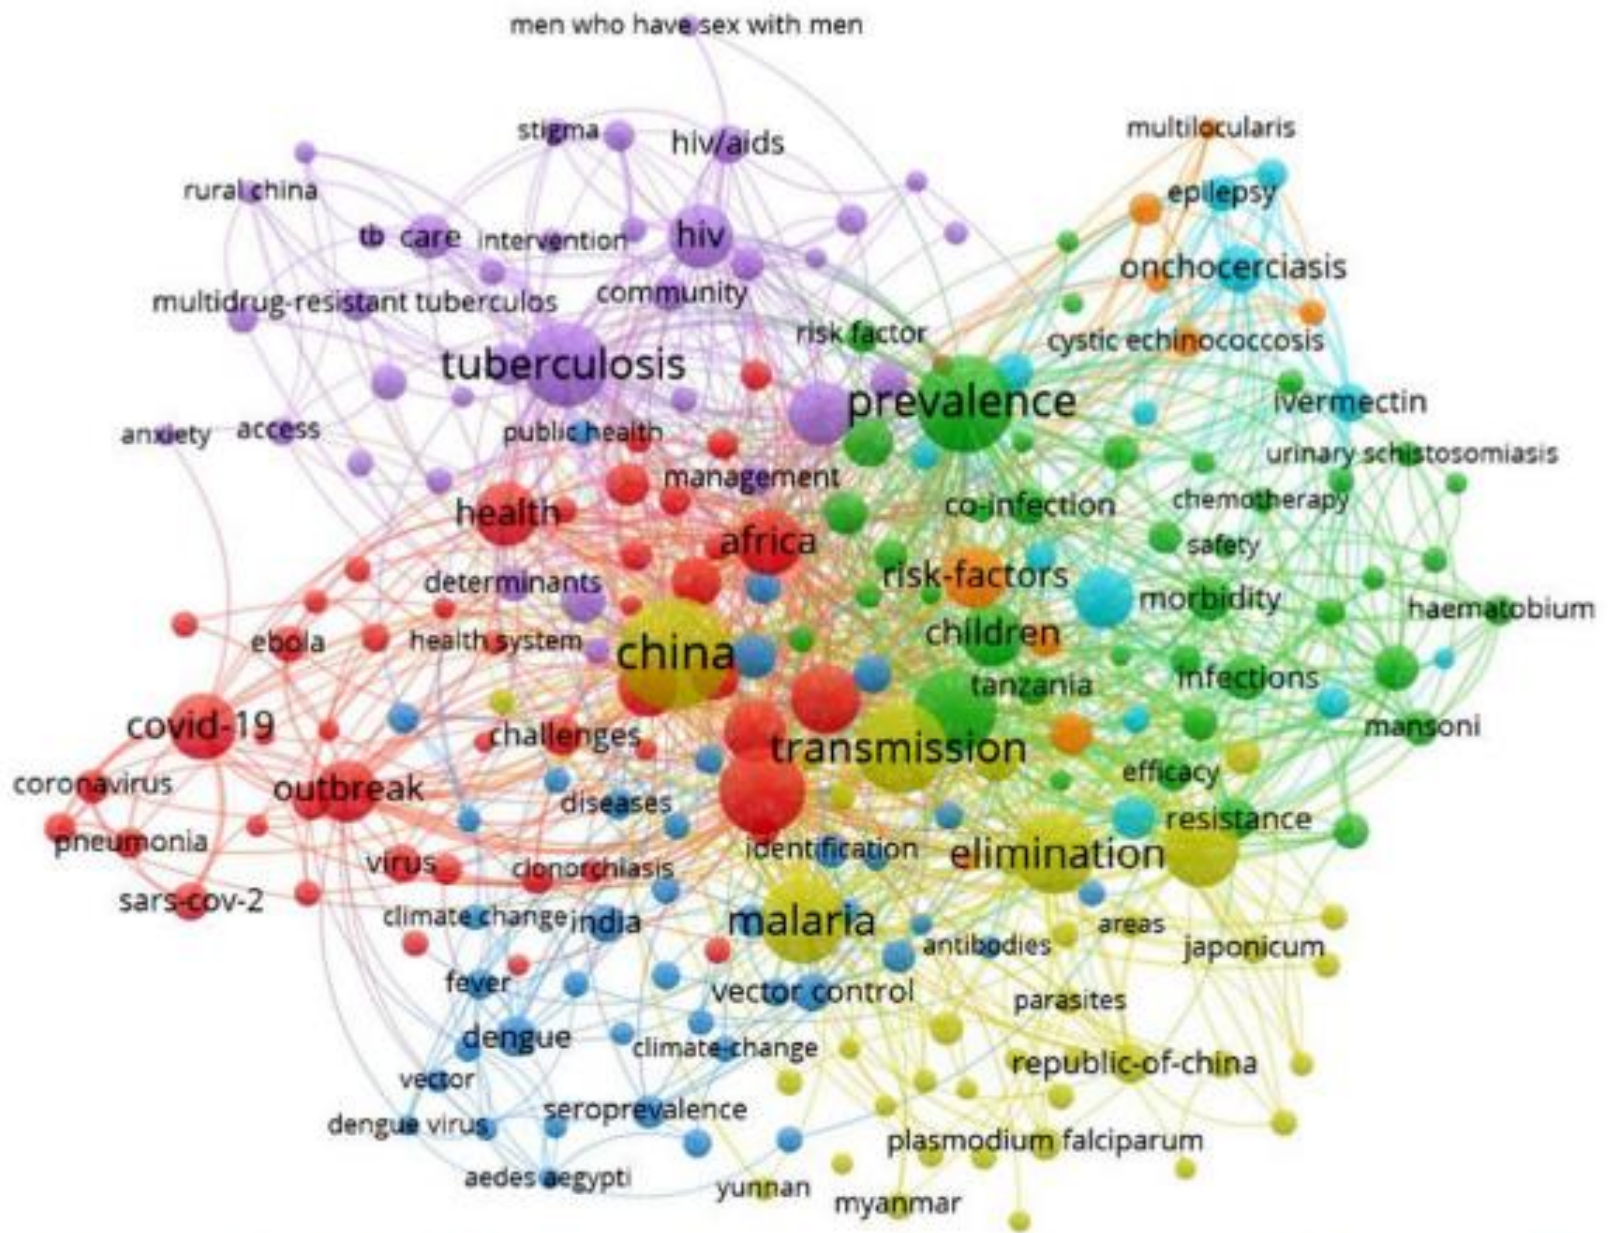 men who have sex with men
stigma
hiv/aids
multilocularis
rural china
epilepsy
tb care
intervention
hiv
onchocerciasis
multidrug-resistant tuberculos
community
risk factor
cystic echinococcosis
tuberculosis
prevalence
ivermectin
anxiety
access
public health
urinary schistosomiasis
management
health
co-infection
chemotherapy
africa
safety
determinants
risk-factors
morbidity
haematobium
ebola
health system
china
children
tanzania
infections
covid-19
challenges
transmission
mansoni
coronavirus
outbreak
diseases
efficacy
pneumonia
resistance
virus
clonorchiasis
identification
elimination
sars-cov-2
climate change
india
malaria
areas
antibodies
japonicum
fever
vector control
parasites
dengue
climate-change
republic-of-china
vector
dengue virus
seroprevalence
plasmodium falciparum
aedes aegypti
yunnan
myanmar